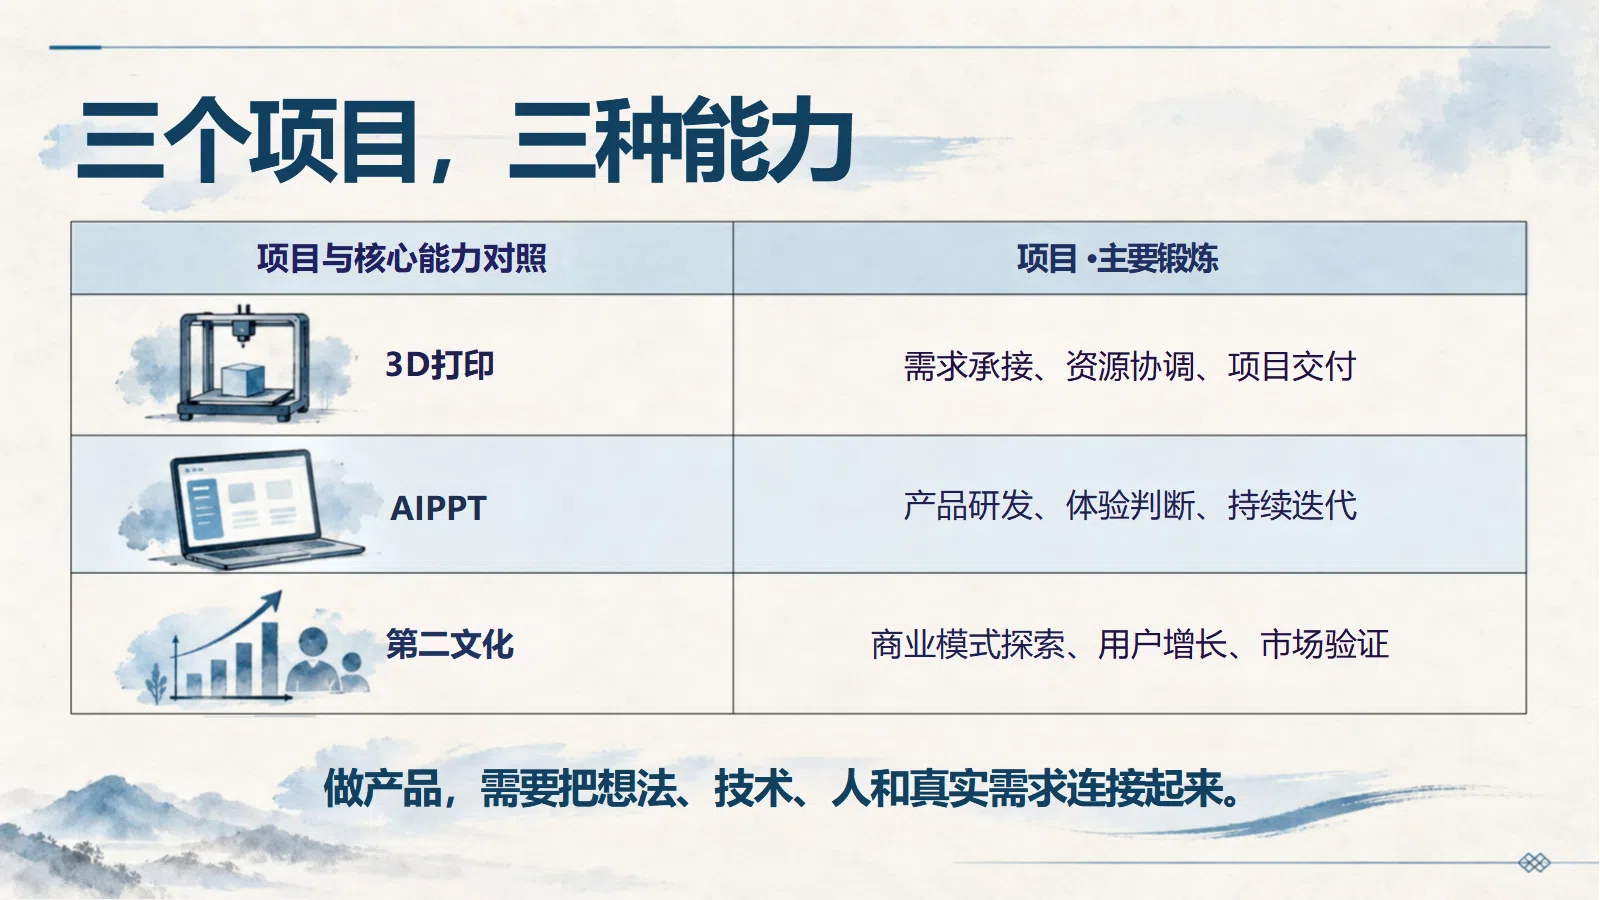 三个项目，三种能力
项目与核心能力对照
项目·主要锻炼
3D打印
需求承接、资源协调、项目交付
AIPPT
产品研发、体验判断、持续迭代
第二文化
商业模式探索、用户增长、市场验证
做产品，需要把想法、技术、人和真实需求连接起来。